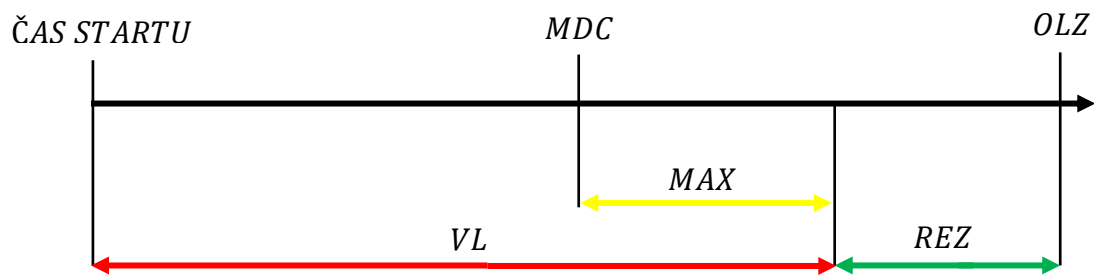 ČAS STARTU
MDC
OLZ
MAX
VL
REZ